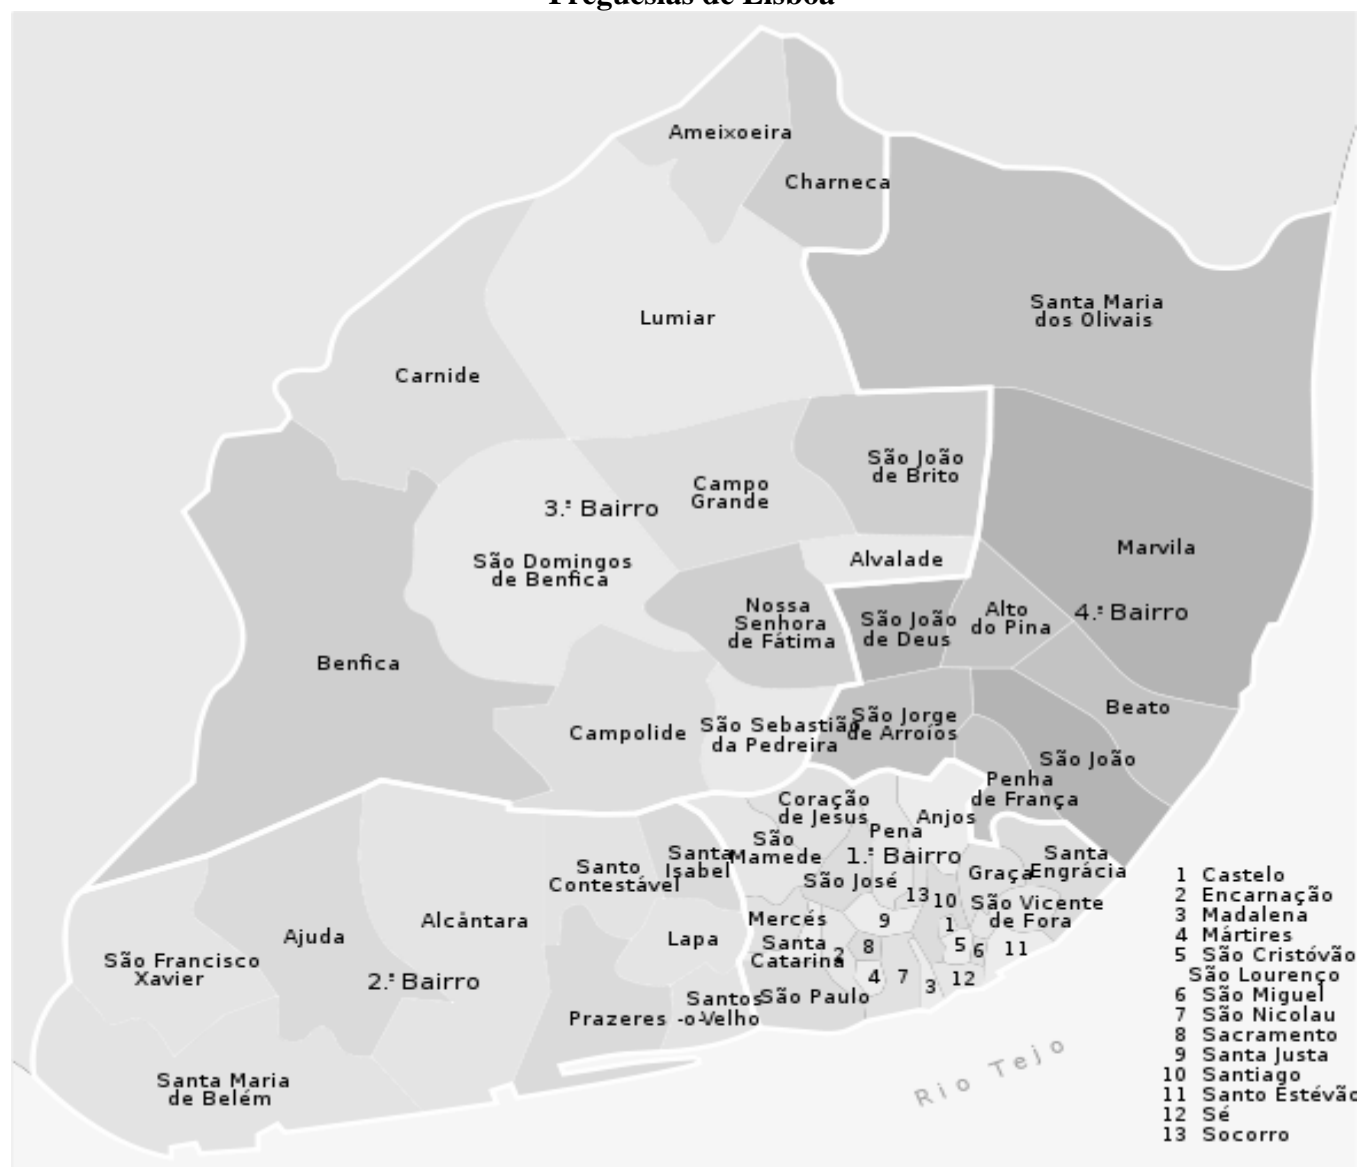 Freguesias de Lisboa
Ameixoeira
Charneca
Santa Maria
dos Olivais
Lumiar
Carnide
São João
de Brito
Campo
Grande
3.º Bairro
Marvila
Alvalade
São Domingos
de Benfica
Nossa
Senhora
de Fátima
São João
de Deus
Alto
do Pina
4.º Bairro
Benfica
Beato
São Jorge
de Arroios
São Sebastião
da Pedreira
Campolide
São João
Penha
de França
Coração
de Jesus
Anjos
Pena
São
Mamede
1.º Bairro
Santa
Isabel
Santo
Contestável
Graça
Santa
Engrácia
São José
13
10
São Vicente
de Fora
Mercés
9
1
Alcântara
Ajuda
Lapa
Santa
Catarina
2
8
5
6
11
São Francisco
Xavier
2.º Bairro
4
7
3
12
São Paulo
Santos
-o-Velho
Prazeres
Santa Maria
de Belém
Rio Tejo
1 Castelo
2 Encarnação
3 Madalena
4 Mártires
5 São Cristóvão
São Lourenço
6 São Miguel
7 São Nicolau
8 Sacramento
9 Santa Justa
10 Santiago
11 Santo Estévão
12 Sé
13 Socorro